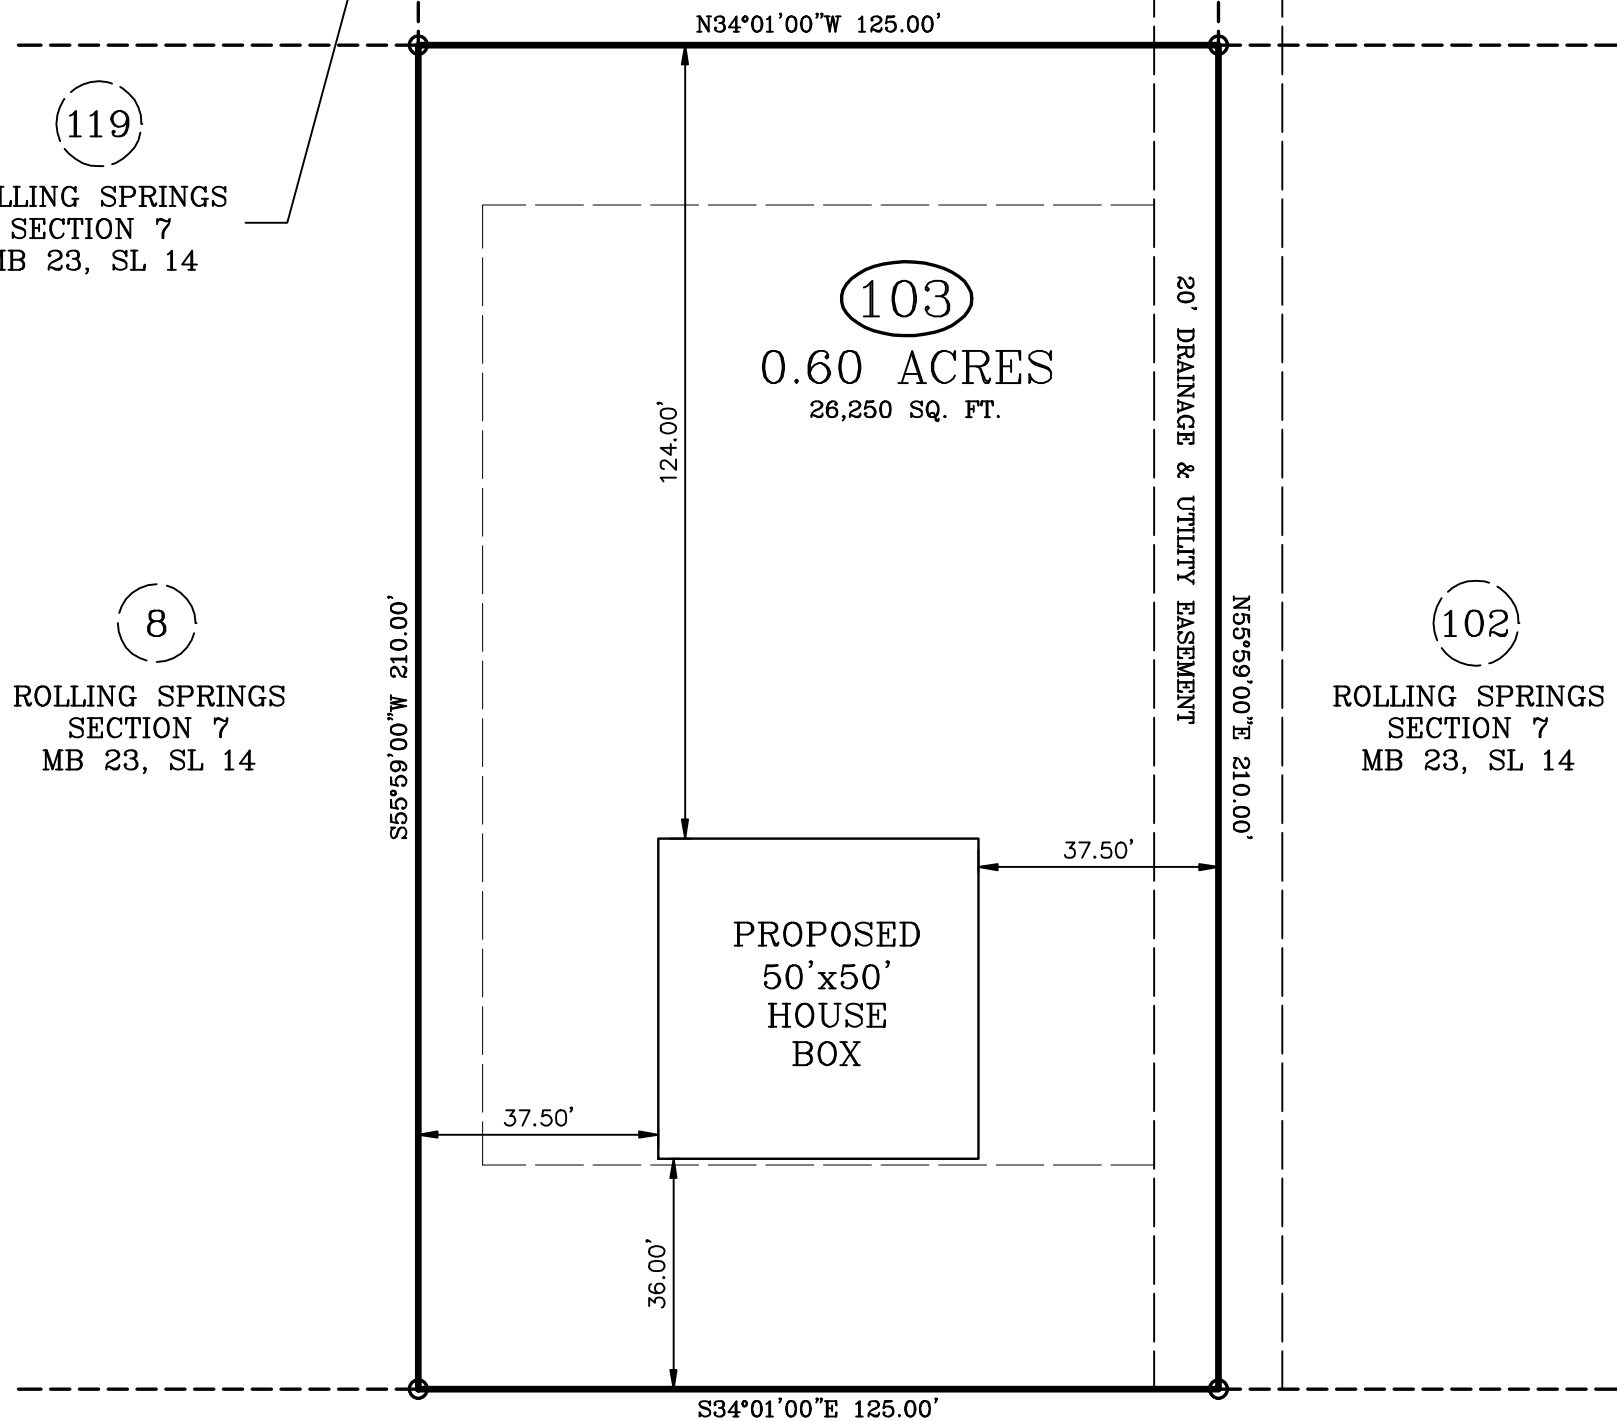 N34°01'00"W 125.00'
119
SPRINGS
SECTION 7
23, SL 14
103
0.60 ACRES
26,250 SQ. FT.
124.00'
20' DRAINAGE & UTILITY EASEMENT
8
ROLLING SPRINGS
SECTION 7
MB 23, SL 14
S55°59'00"W 210.00'
N55°59'00"E 210.00'
102
ROLLING SPRINGS
SECTION 7
MB 23, SL 14
37.50'
PROPOSED
50'x50'
HOUSE
BOX
37.50'
36.00'
S34°01'00"E 125.00'